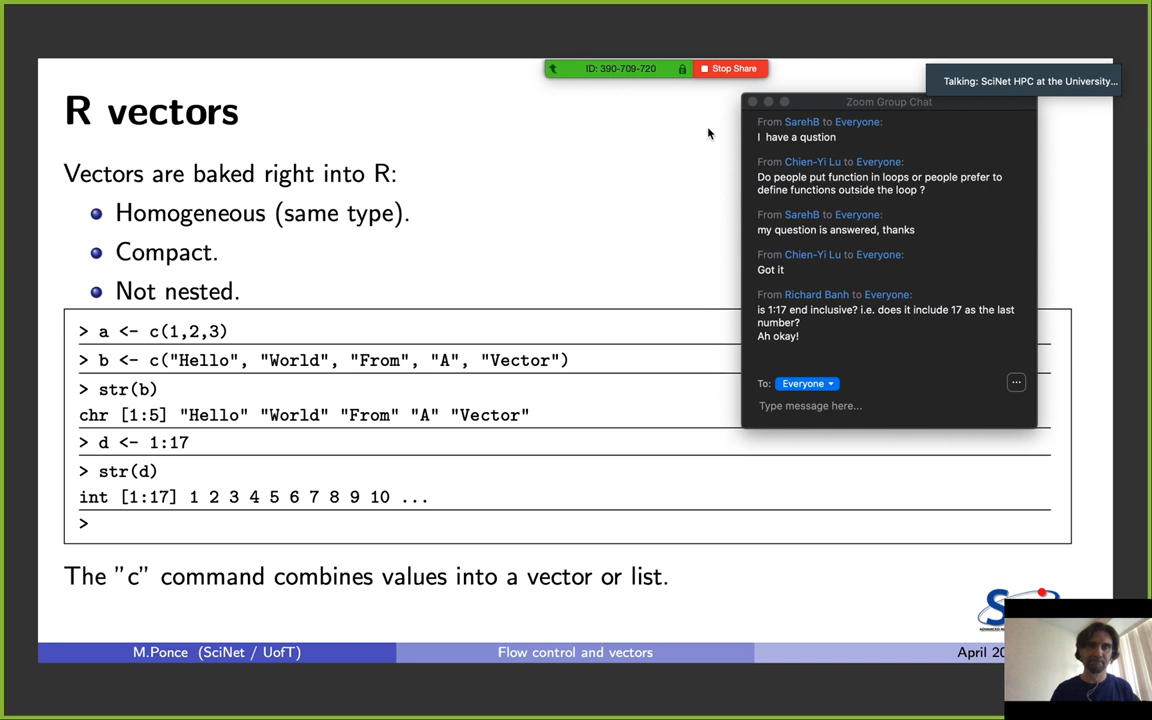 ID: 390-709-720
Stop Share
Talking: SciNet HPC at the University...
R vectors
Vectors are baked right into R:
Homogeneous (same type).
Compact.
Not nested.
> a <- c(1,2,3)
> b <- c("Hello", "World", "From", "A", "Vector")
> str(b)
chr [1:5] "Hello" "World" "From" "A" "Vector"
> d <- 1:17
> str(d)
int [1:17] 1 2 3 4 5 6 7 8 9 10 ...
>
The "c" command combines values into a vector or list.
Zoom Group Chat
From SarehB to Everyone:
I have a qustion
From Chien-Yi Lu to Everyone:
Do people put function in loops or people prefer to
define functions outside the loop ?
From SarehB to Everyone:
my question is answered, thanks
From Chien-Yi Lu to Everyone:
Got it
From Richard Banh to Everyone:
is 1:17 end inclusive? i.e. does it include 17 as the last
number?
Ah okay!
To: Everyone
...
Type message here...
M.Ponce (SciNet / UofT)
Flow control and vectors
April